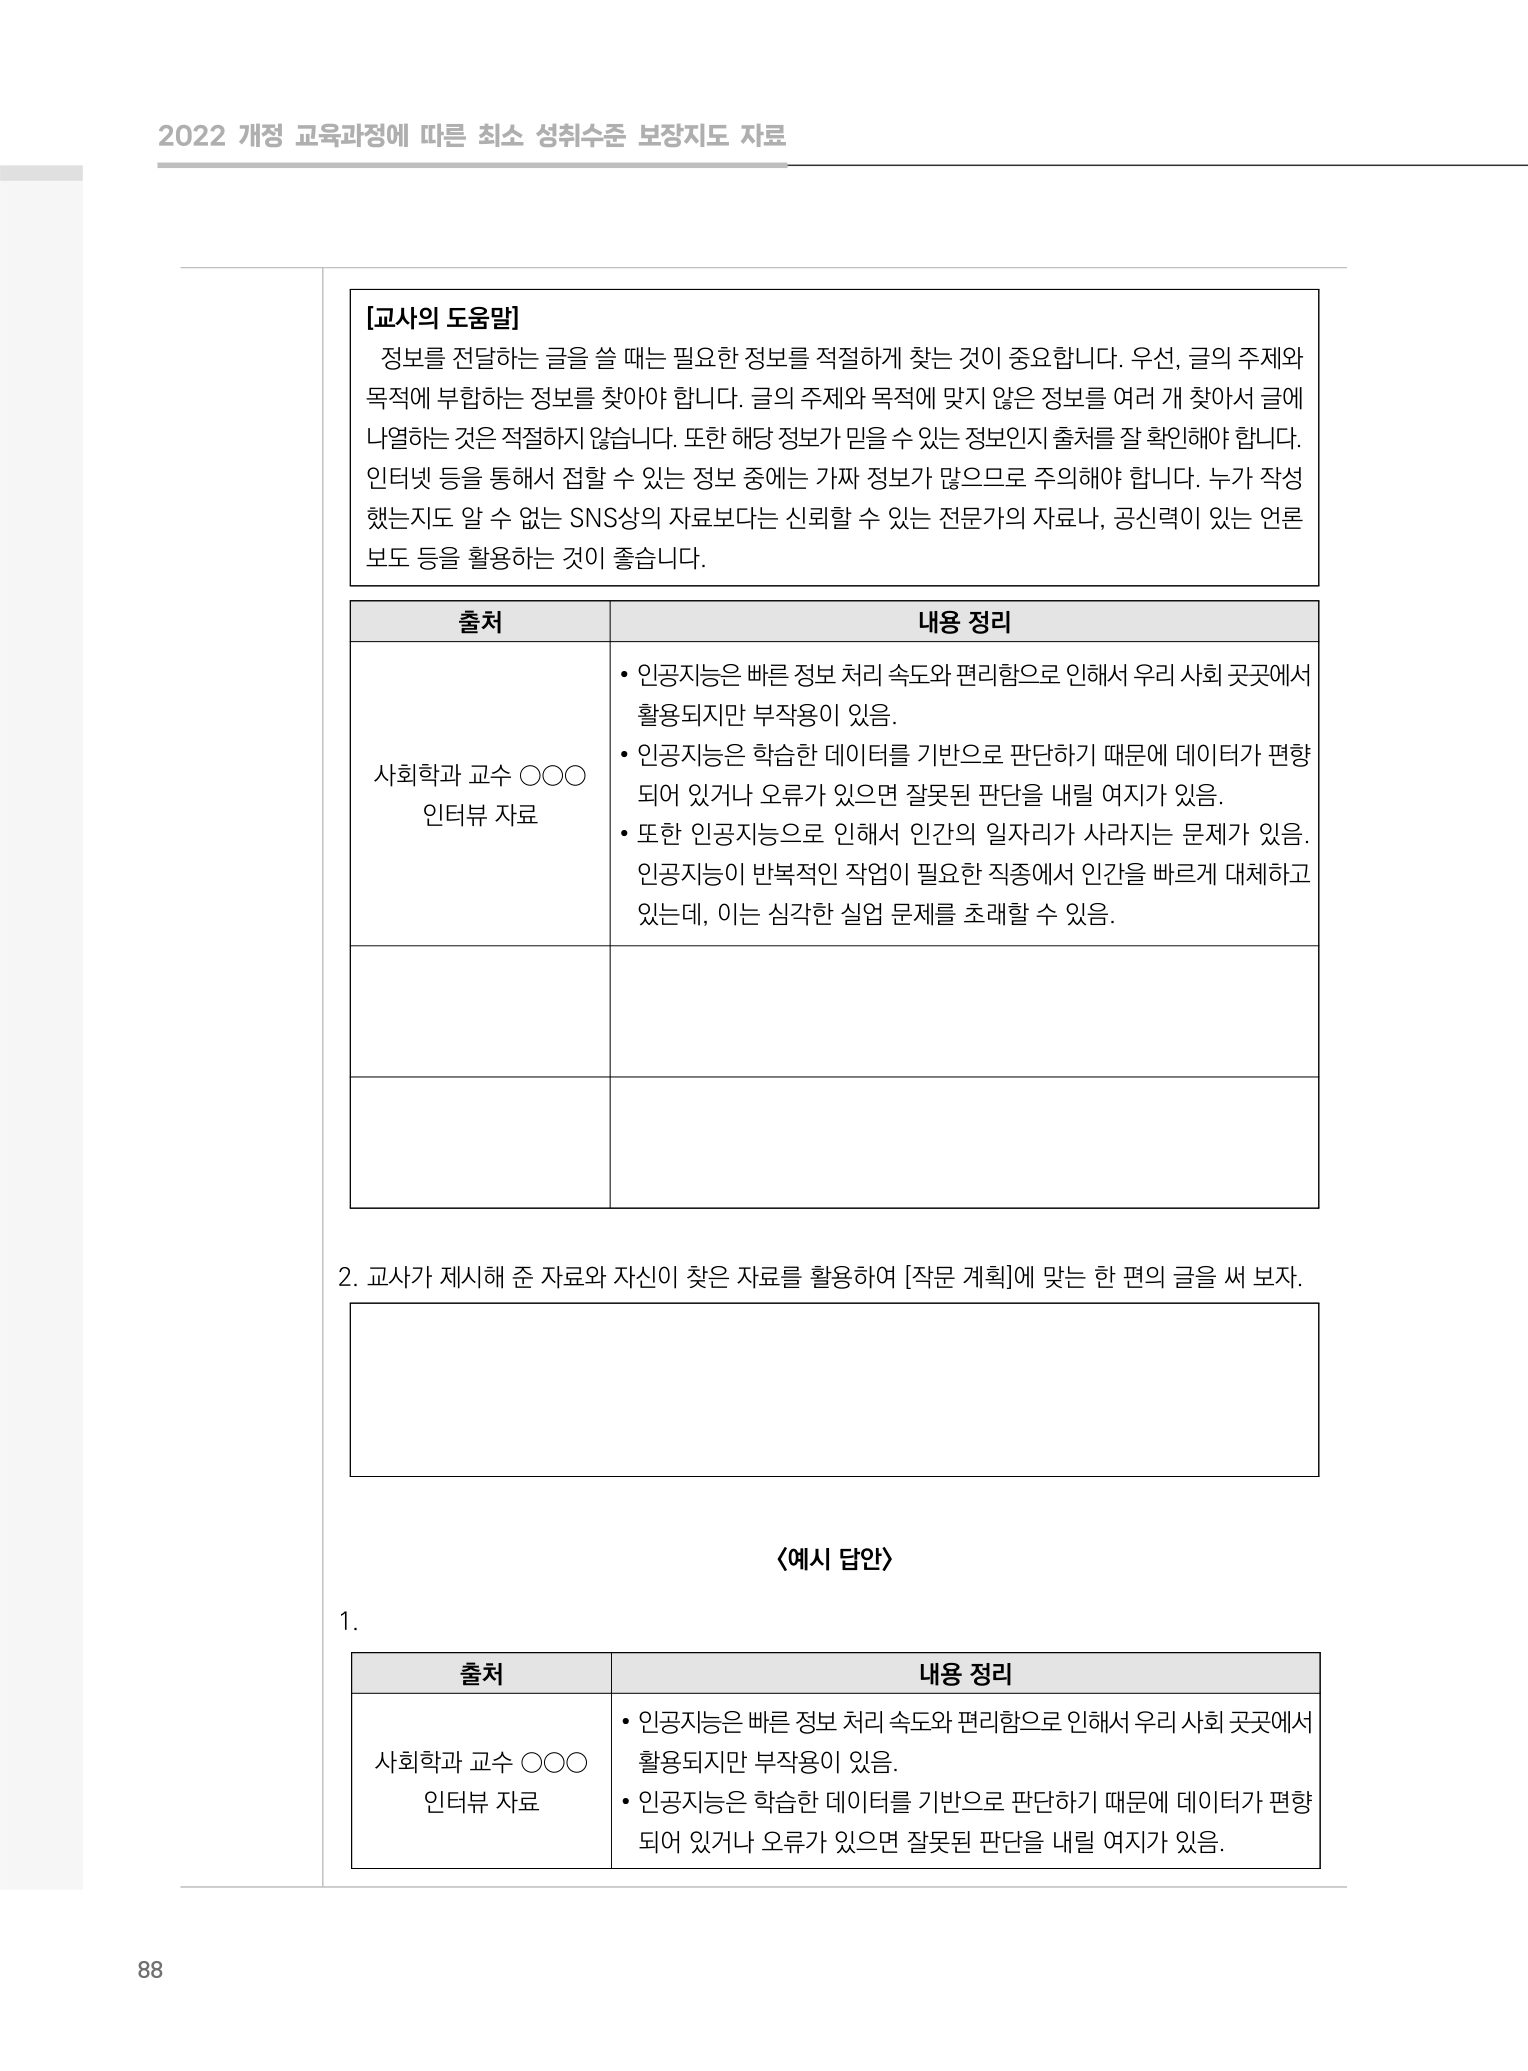 2022 개정 교육과정에 따른 최소 성취수준 보장지도 자료
[교사의 도움말]
정보를 전달하는 글을 쓸 때는 필요한 정보를 적절하게 찾는 것이 중요합니다. 우선, 글의 주제와
목적에 부합하는 정보를 찾아야 합니다. 글의 주제와 목적에 맞지 않은 정보를 여러 개 찾아서 글에
나열하는 것은 적절하지 않습니다. 또한 해당 정보가 믿을 수 있는 정보인지 출처를 잘 확인해야 합니다.
인터넷 등을 통해서 접할 수 있는 정보 중에는 가짜 정보가 많으므로 주의해야 합니다. 누가 작성
했는지도 알 수 없는 SNS상의 자료보다는 신뢰할 수 있는 전문가의 자료나, 공신력이 있는 언론
보도 등을 활용하는 것이 좋습니다.
출처 내용 정리
사회학과 교수 ○○○
인터뷰 자료
• 인공지능은 빠른 정보 처리 속도와 편리함으로 인해서 우리 사회 곳곳에서
활용되지만 부작용이 있음.
• 인공지능은 학습한 데이터를 기반으로 판단하기 때문에 데이터가 편향
되어 있거나 오류가 있으면 잘못된 판단을 내릴 여지가 있음.
• 또한 인공지능으로 인해서 인간의 일자리가 사라지는 문제가 있음.
인공지능이 반복적인 작업이 필요한 직종에서 인간을 빠르게 대체하고
있는데, 이는 심각한 실업 문제를 초래할 수 있음.
2. 교사가 제시해 준 자료와 자신이 찾은 자료를 활용하여 [작문 계획]에 맞는 한 편의 글을 써 보자.
〈예시 답안〉
1.
출처 내용 정리
사회학과 교수 ○○○
인터뷰 자료
• 인공지능은 빠른 정보 처리 속도와 편리함으로 인해서 우리 사회 곳곳에서
활용되지만 부작용이 있음.
• 인공지능은 학습한 데이터를 기반으로 판단하기 때문에 데이터가 편향
되어 있거나 오류가 있으면 잘못된 판단을 내릴 여지가 있음.
88